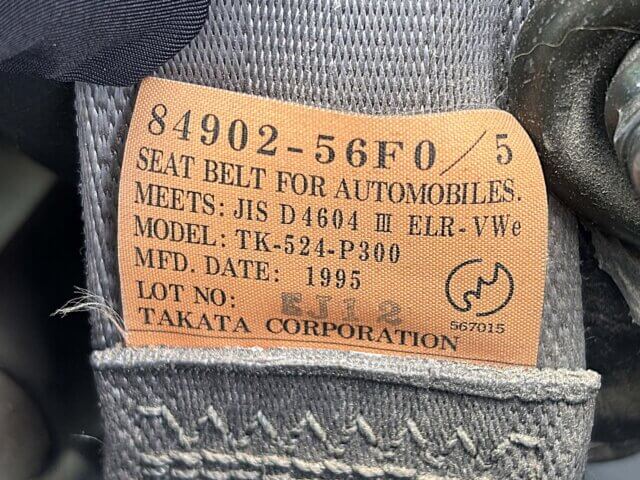 84902-56F0/5
SEAT BELT FOR AUTOMOBILES.
MEETS: JIS D4604 III ELR-VWe
MODEL: TK-524-P300
MFD. DATE: 1995
LOT NO: EJ12
567015
TAKATA CORPORATION